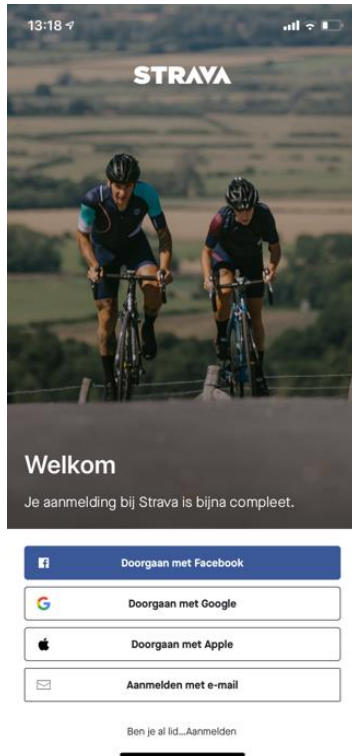 13:18
STRAVA
Welkom
Je aanmelding bij Strava is bijna compleet.
Doorgaan met Facebook
Doorgaan met Google
Doorgaan met Apple
Aanmelden met e-mail
Ben je al lid...Aanmelden